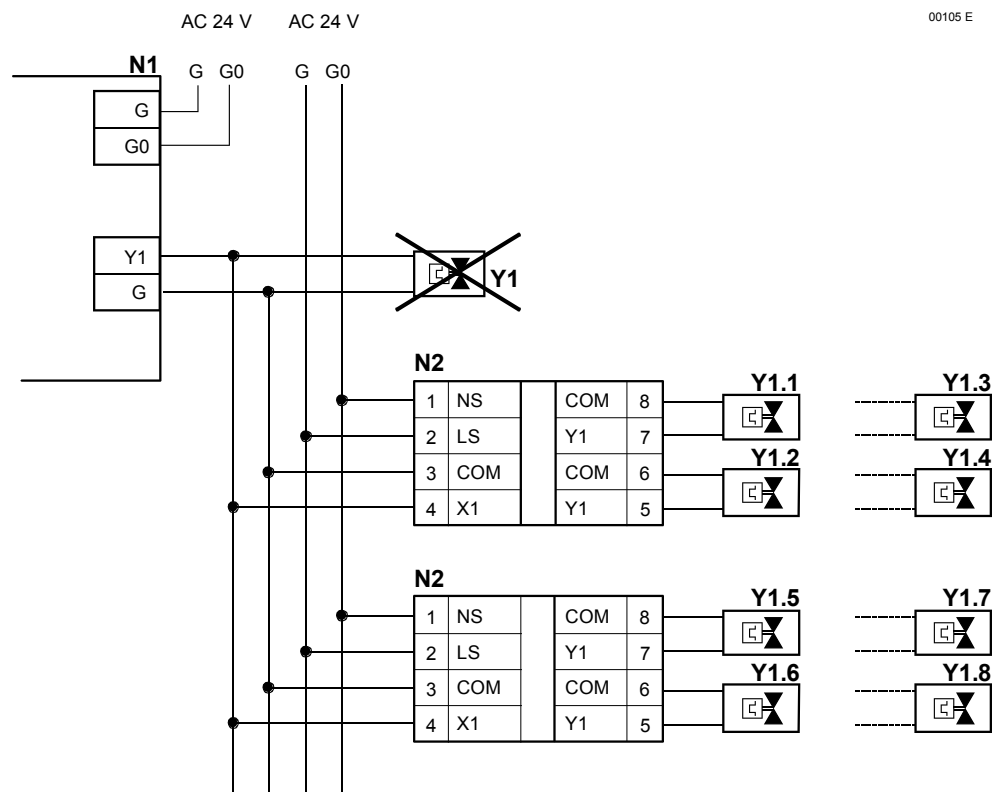 AC 24 V AC 24 V
00105 E
N1 G G0 G G0
G
G0
Y1
G
Y1
N2
1 NS COM 8
2 LS Y1 7
3 COM COM 6
4 X1 Y1 5
Y1.1 Y1.3
Y1.2 Y1.4
N2
1 NS COM 8
2 LS Y1 7
3 COM COM 6
4 X1 Y1 5
Y1.5 Y1.7
Y1.6 Y1.8